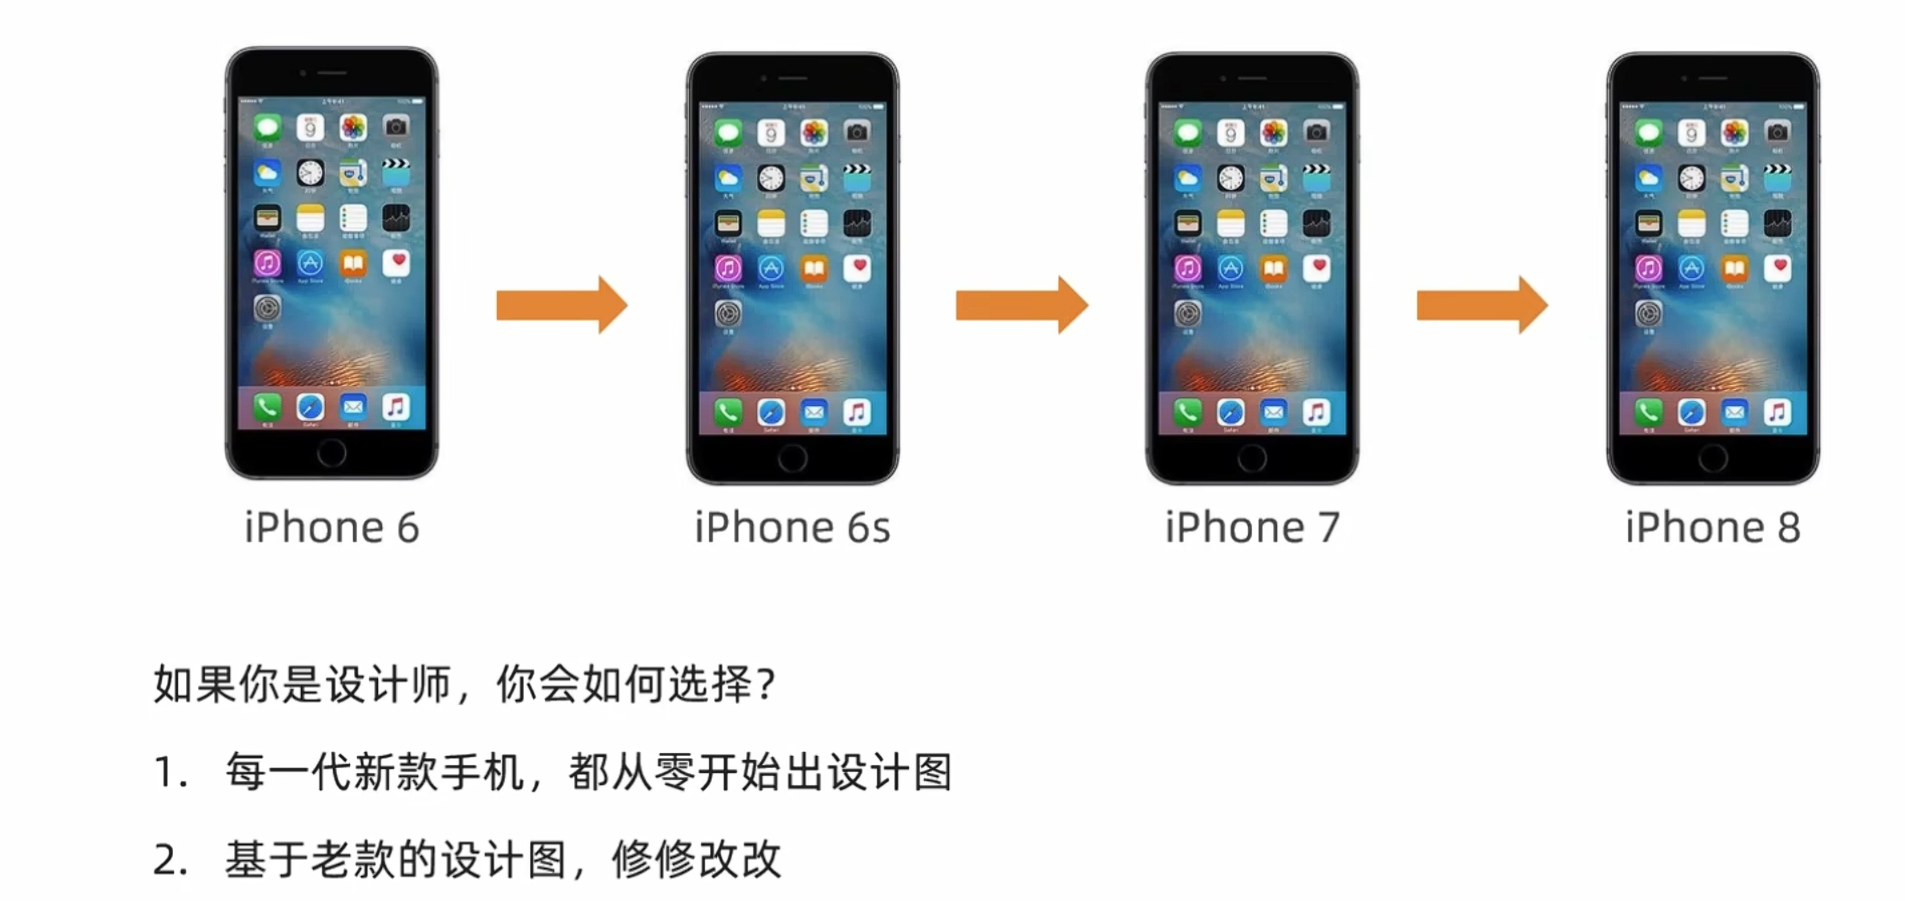 iPhone 6
iPhone 6s
iPhone 7
iPhone 8
如果你是设计师，你会如何选择？
1. 每一代新款手机，都从零开始出设计图
2. 基于老款的设计图，修修改改